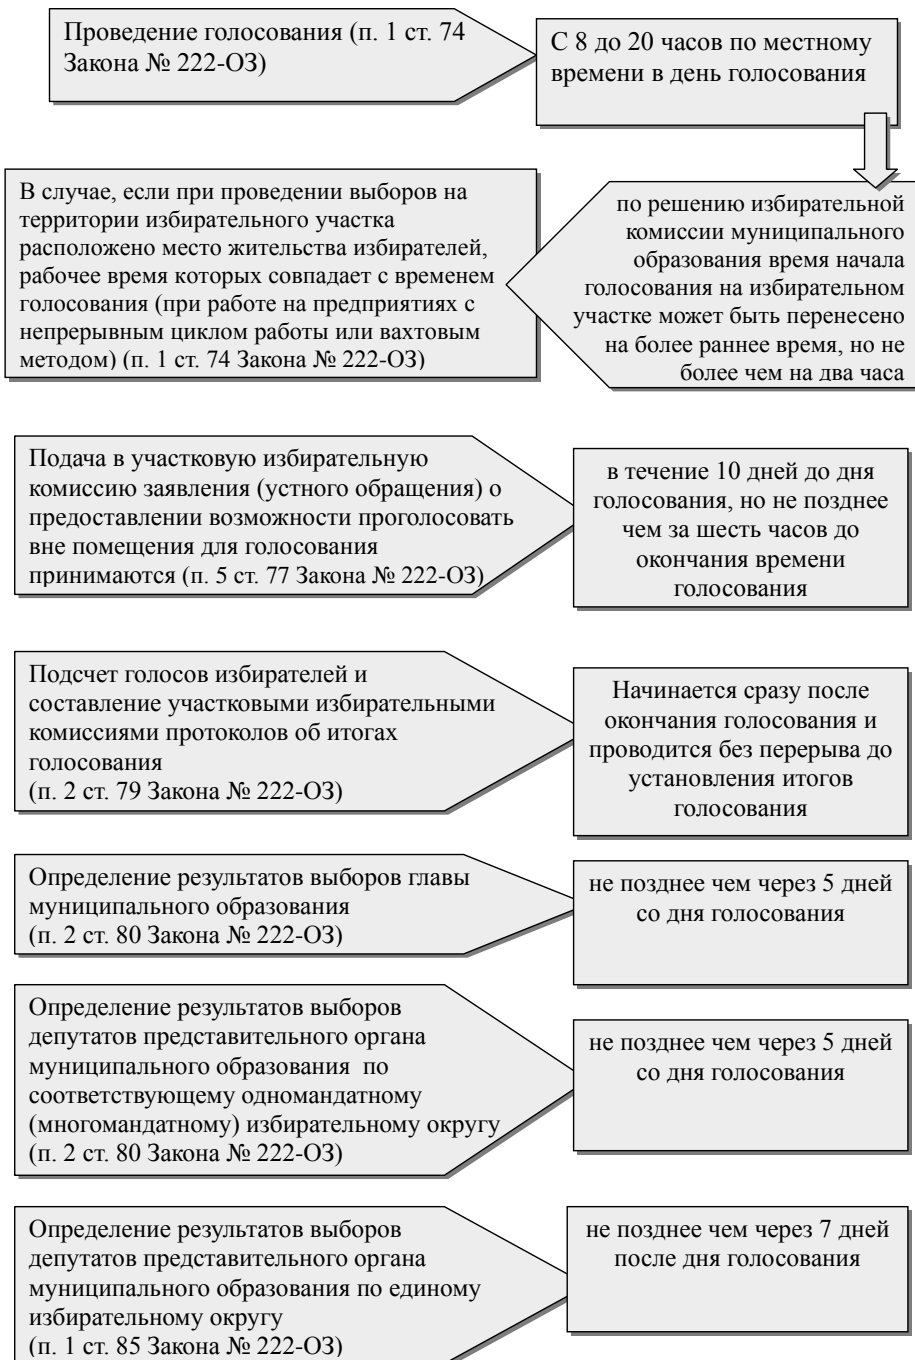 Проведение голосования (п. 1 ст. 74
Закона № 222-ОЗ)
С 8 до 20 часов по местному
времени в день голосования
по решению избирательной
комиссии муниципального
образования время начала
голосования на избирательном
участке может быть перенесено
на более раннее время, но не
более чем на два часа
В случае, если при проведении выборов на
территории избирательного участка
расположено место жительства избирателей,
рабочее время которых совпадает с временем
голосования (при работе на предприятиях с
непрерывным циклом работы или вахтовым
методом) (п. 1 ст. 74 Закона № 222-ОЗ)
Подача в участковую избирательную
комиссию заявления (устного обращения) о
предоставлении возможности проголосовать
вне помещения для голосования
принимаются (п. 5 ст. 77 Закона № 222-ОЗ)
в течение 10 дней до дня
голосования, но не позднее
чем за шесть часов до
окончания времени
голосования
Подсчет голосов избирателей и
составление участковыми избирательными
комиссиями протоколов об итогах
голосования
(п. 2 ст. 79 Закона № 222-ОЗ)
Начинается сразу после
окончания голосования и
проводится без перерыва до
установления итогов
голосования
Определение результатов выборов главы
муниципального образования
(п. 2 ст. 80 Закона № 222-ОЗ)
не позднее чем через 5 дней
со дня голосования
Определение результатов выборов
депутатов представительного органа
муниципального образования по
соответствующему одномандатному
(многомандатному) избирательному округу
(п. 2 ст. 80 Закона № 222-ОЗ)
не позднее чем через 5 дней
со дня голосования
Определение результатов выборов
депутатов представительного органа
муниципального образования по единому
избирательному округу
(п. 1 ст. 85 Закона № 222-ОЗ)
не позднее чем через 7 дней
после дня голосования